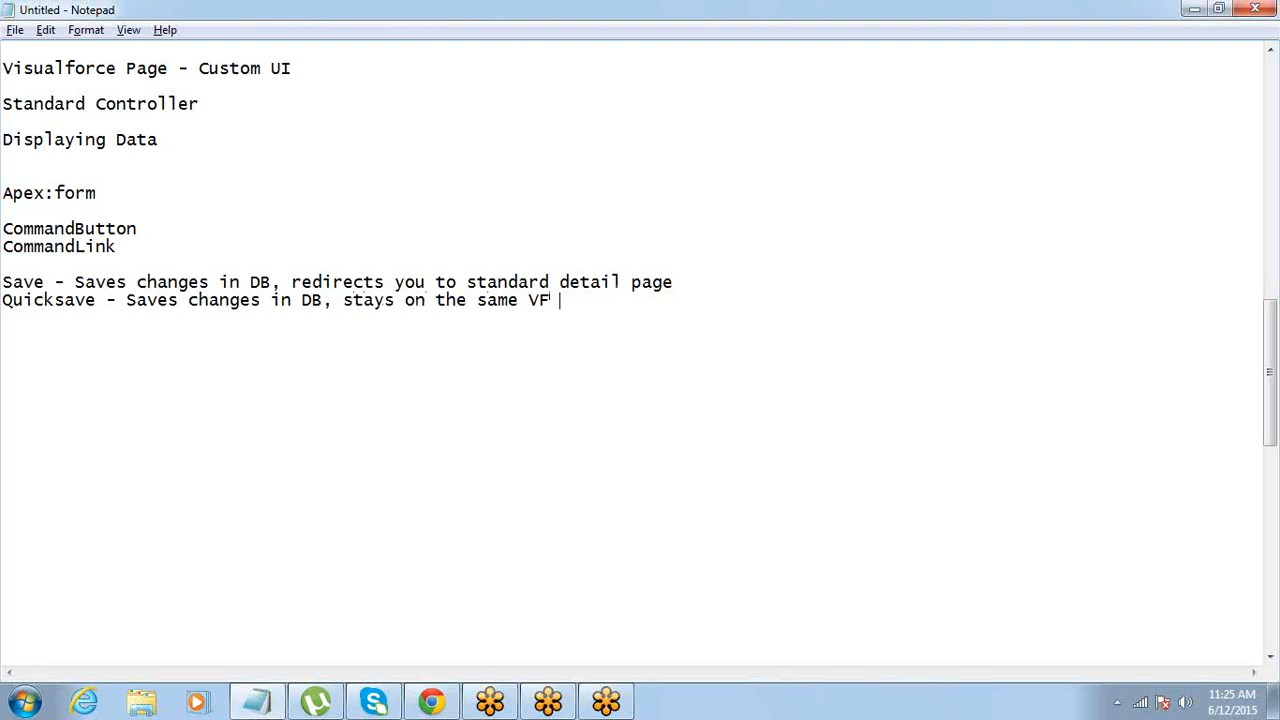 Untitled - Notepad
File Edit Format View Help
Visualforce Page - Custom UI
Standard Controller
Displaying Data
Apex:form
CommandButton
CommandLink
Save - Saves changes in DB, redirects you to standard detail page
Quicksave - Saves changes in DB, stays on the same VF
11:25 AM
6/12/2015